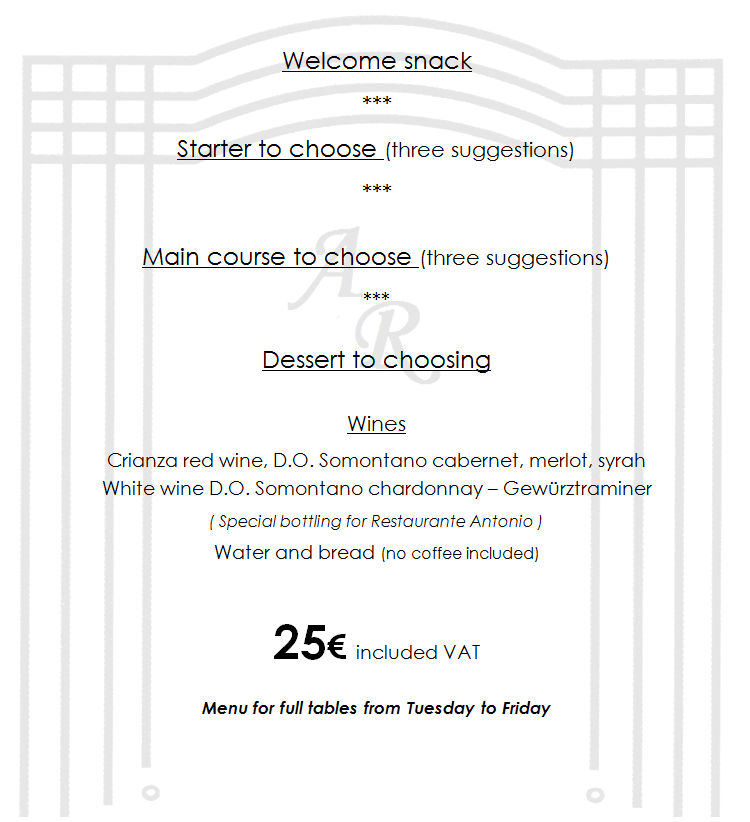 Welcome snack
***
Starter to choose (three suggestions)
***
Main course to choose (three suggestions)
***
AR
Dessert to choosing
Wines
Crianza red wine, D.O. Somontano cabernet, merlot, syrah
White wine D.O. Somontano chardonnay – Gewürztraminer
( Special bottling for Restaurante Antonio )
Water and bread (no coffee included)
25€ included VAT
Menu for full tables from Tuesday to Friday